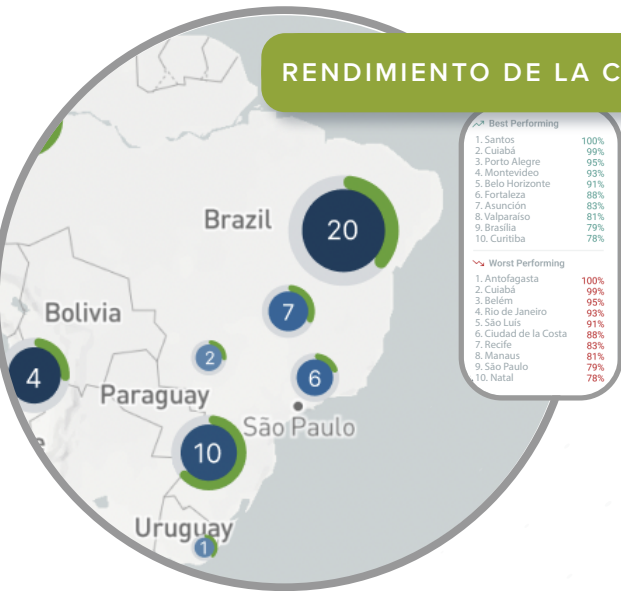 RENDIMIENTO DE LA C
Best Performing
1. Santos 100%
2. Cuiabá 99%
3. Porto Alegre 95%
4. Montevideo 93%
5. Belo Horizonte 91%
6. Fortaleza 88%
7. Asunción 83%
8. Valparaíso 81%
9. Brasília 79%
10. Curitiba 78%
Worst Performing
1. Antofagasta 100%
2. Cuiabá 99%
3. Belém 95%
4. Rio de Janeiro 93%
5. São Luís 91%
6. Ciudad de la Costa 88%
7. Recife 83%
8. Manaus 81%
9. São Paulo 79%
10. Natal 78%
Brazil
20
7
Bolivia
2
4
6
Paraguay
São Paulo
10
Uruguay
1